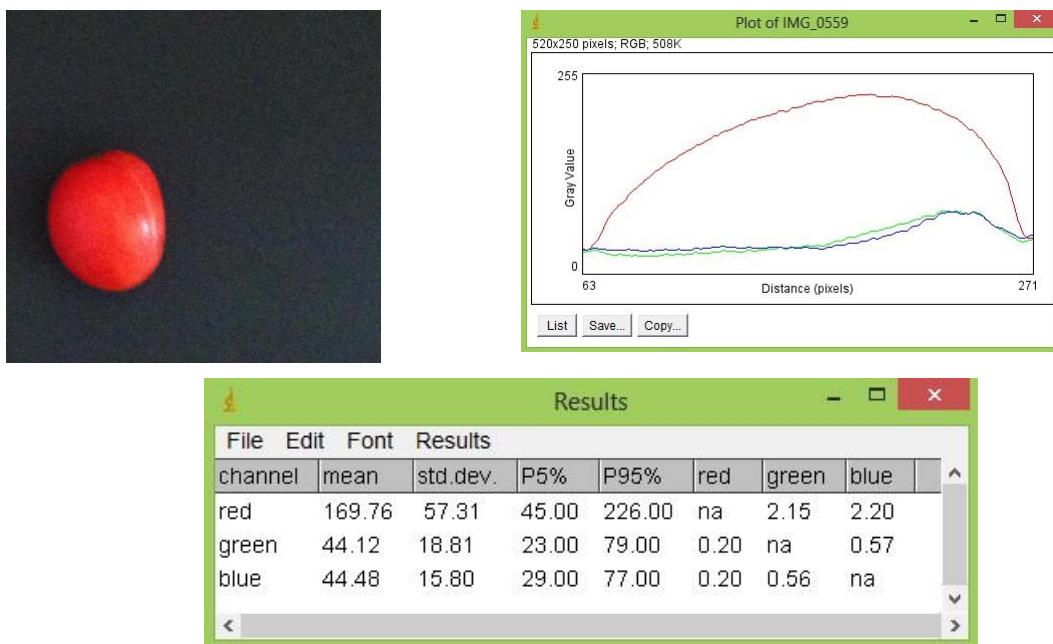 Plot of IMG_0559
520x250 pixels; RGB; 508K
255
Gray Value
0
63 Distance (pixels) 271
List Save... Copy...
Results
File Edit Font Results
channel mean std.dev. P5% P95% red green blue
red 169.76 57.31 45.00 226.00 na 2.15 2.20
green 44.12 18.81 23.00 79.00 0.20 na 0.57
blue 44.48 15.80 29.00 77.00 0.20 0.56 na